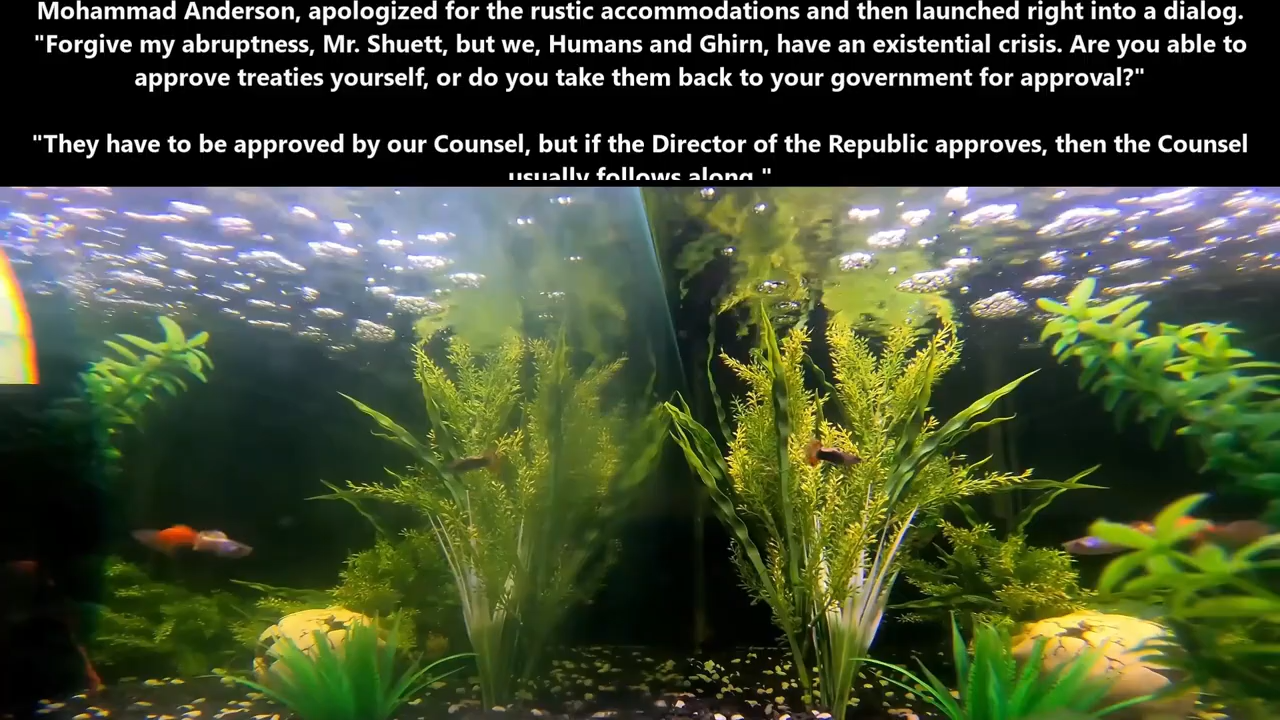 Mohammad Anderson, apologized for the rustic accommodations and then launched right into a dialog.
"Forgive my abruptness, Mr. Shuett, but we, Humans and Ghirn, have an existential crisis. Are you able to
approve treaties yourself, or do you take them back to your government for approval?"
"They have to be approved by our Counsel, but if the Director of the Republic approves, then the Counsel
usually follows along."